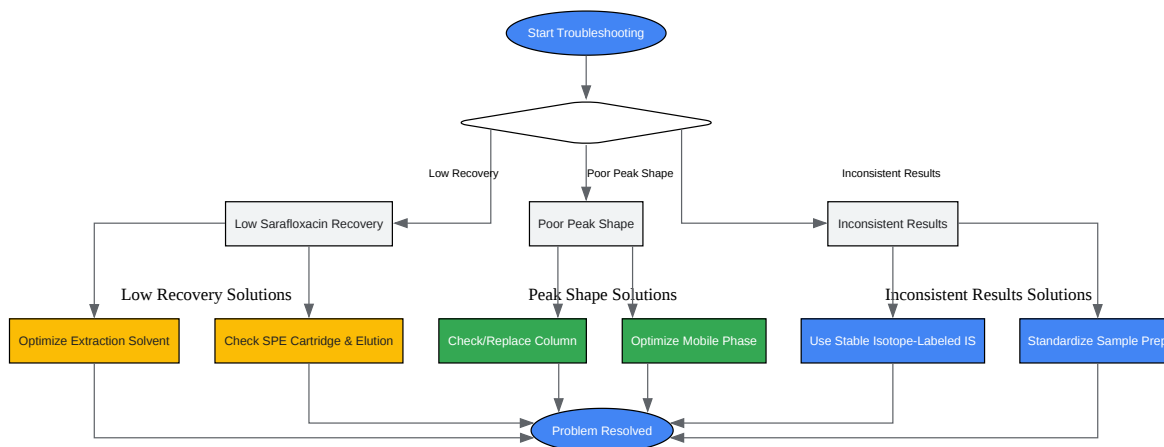 Start Troubleshooting
Low Recovery
Poor Peak Shape
Inconsistent Results
Low Sarafloxacin Recovery
Poor Peak Shape
Inconsistent Results
Low Recovery Solutions
Peak Shape Solutions
Inconsistent Results Solutions
Optimize Extraction Solvent
Check SPE Cartridge & Elution
Check/Replace Column
Optimize Mobile Phase
Use Stable Isotope-Labeled IS
Standardize Sample Prep
Problem Resolved